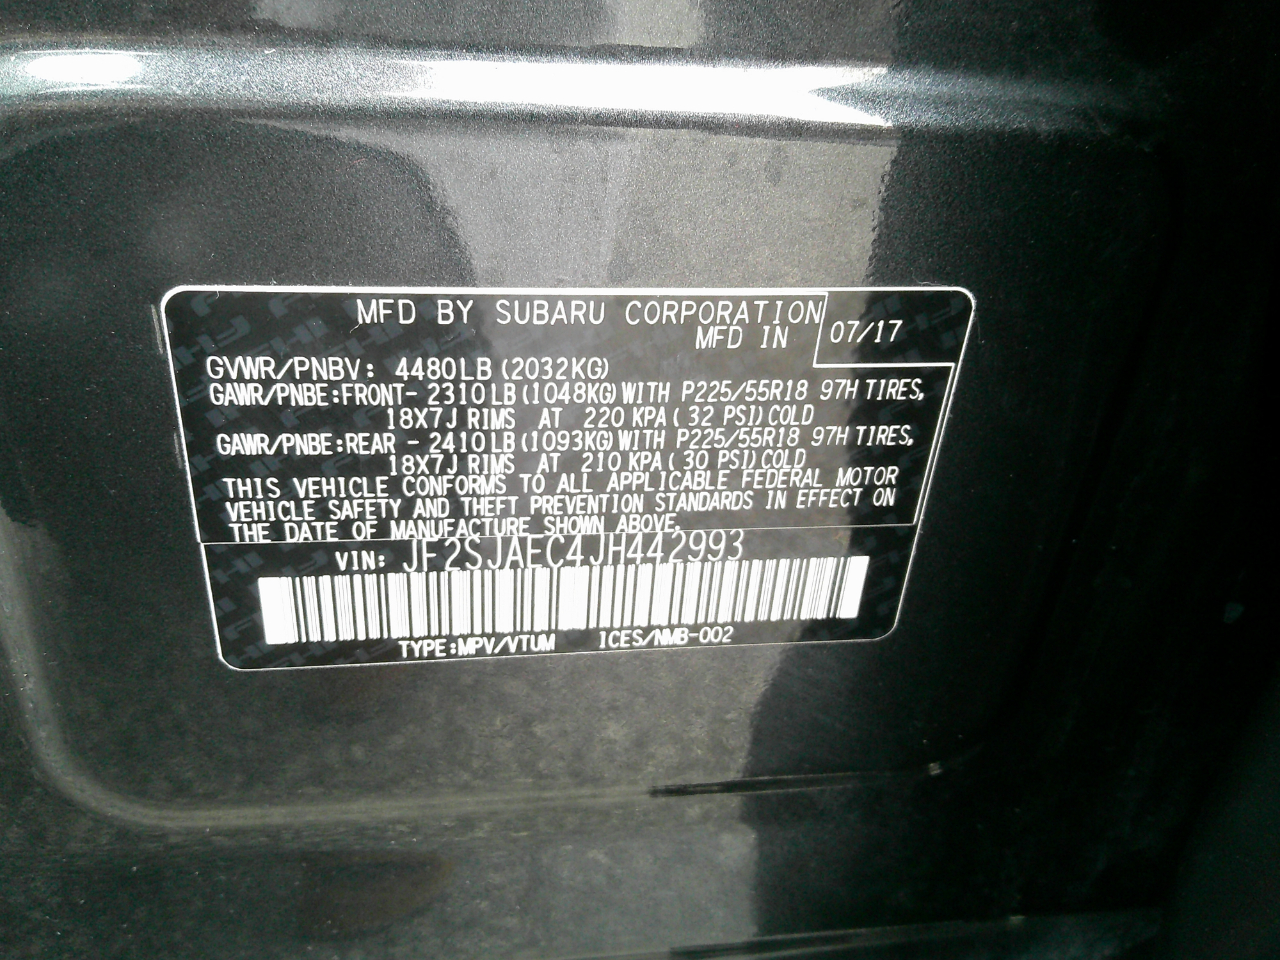 MFD BY SUBARU CORPORATION
MFD IN 07/17
GVWR/PNBV: 4480LB (2032KG)
GAWR/PNBE:FRONT- 2310LB (1048KG) WITH P225/55R18 97H TIRES,
18X7J RIMS AT 220 KPA ( 32 PSI) COLD
GAWR/PNBE:REAR - 2410LB (1093KG) WITH P225/55R18 97H TIRES,
18X7J RIMS AT 210 KPA ( 30 PSI) COLD
THIS VEHICLE CONFORMS TO ALL APPLICABLE FEDERAL MOTOR
VEHICLE SAFETY AND THEFT PREVENTION STANDARDS IN EFFECT ON
THE DATE OF MANUFACTURE SHOWN ABOVE.
VIN: JF2SJAEC4JH442993
TYPE:MPV/VTUM ICES/NMB-002